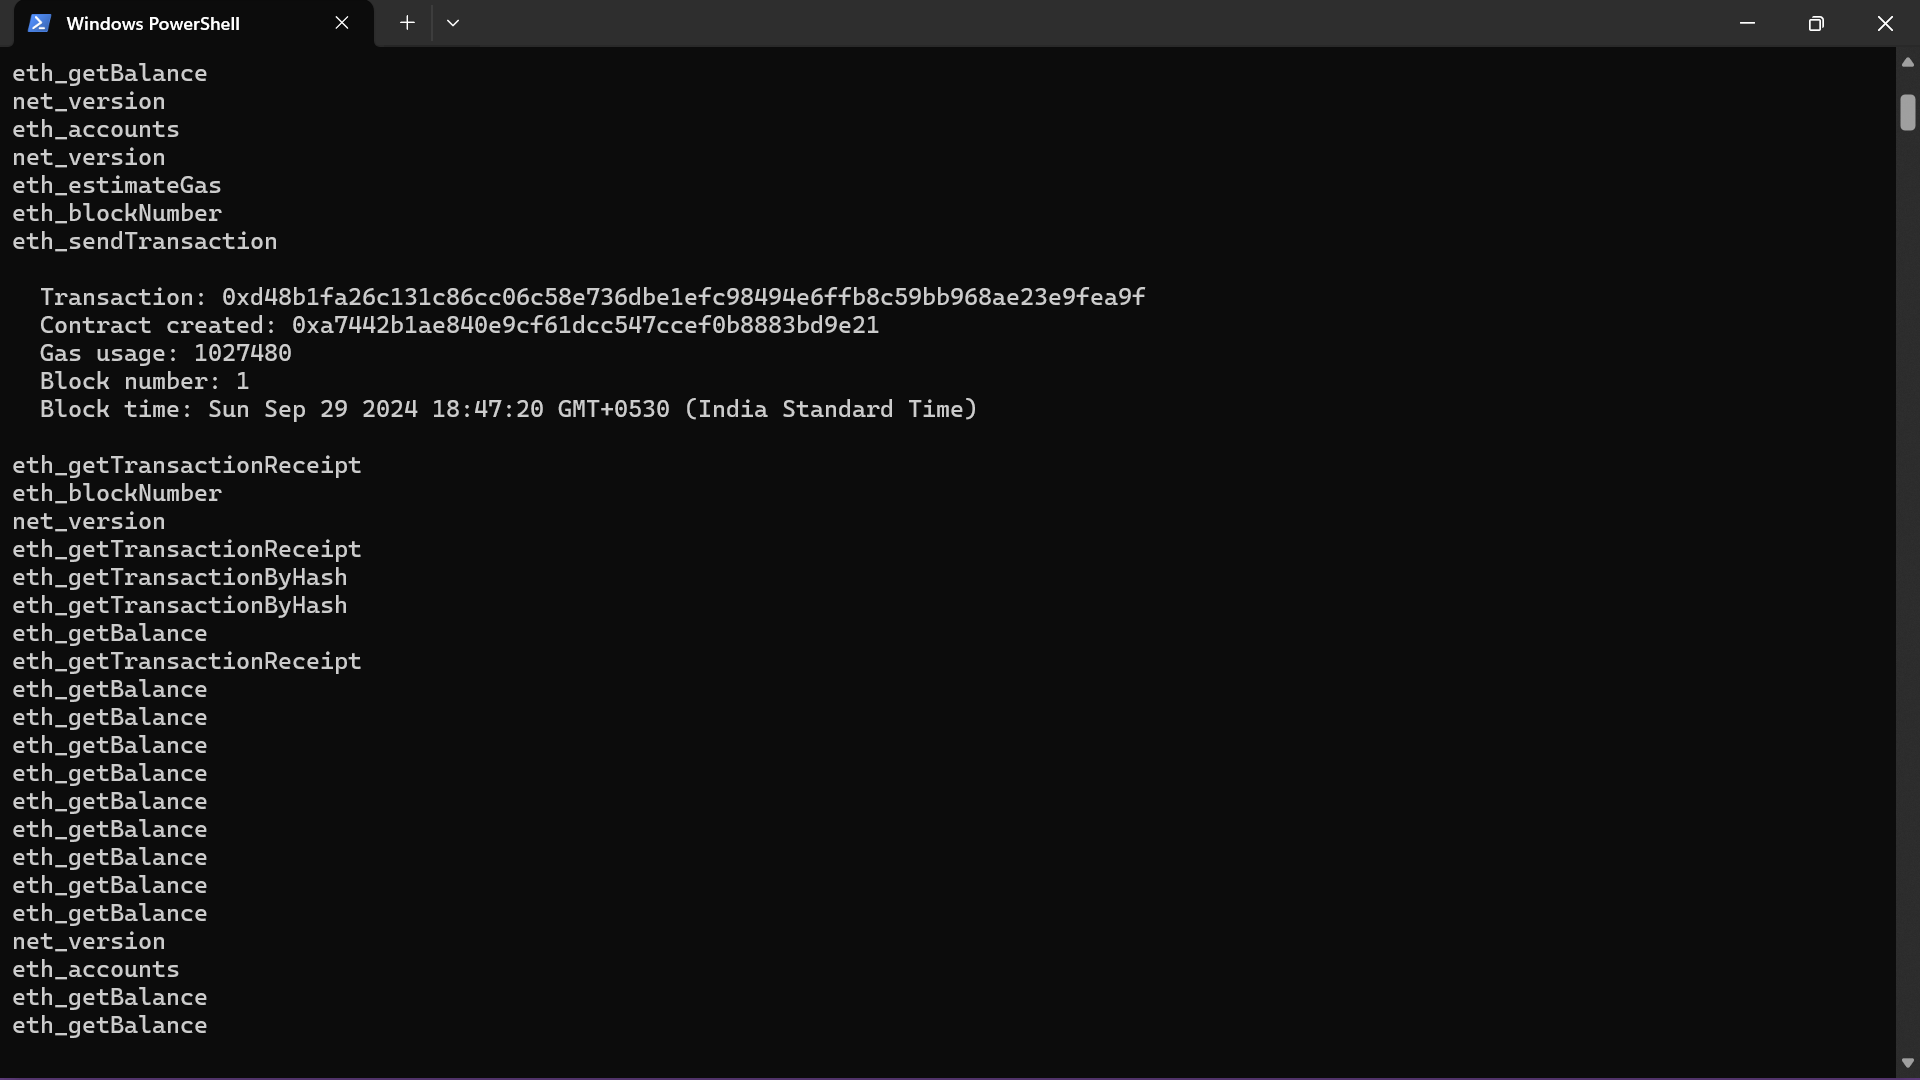 Windows PowerShell
eth_getBalance
net_version
eth_accounts
net_version
eth_estimateGas
eth_blockNumber
eth_sendTransaction
Transaction: 0xd48b1fa26c131c86cc06c58e736dbe1efc98494e6ffb8c59bb968ae23e9fea9f
Contract created: 0xa7442b1ae840e9cf61dcc547ccef0b8883bd9e21
Gas usage: 1027480
Block number: 1
Block time: Sun Sep 29 2024 18:47:20 GMT+0530 (India Standard Time)
eth_getTransactionReceipt
eth_blockNumber
net_version
eth_getTransactionReceipt
eth_getTransactionByHash
eth_getTransactionByHash
eth_getBalance
eth_getTransactionReceipt
eth_getBalance
eth_getBalance
eth_getBalance
eth_getBalance
eth_getBalance
eth_getBalance
eth_getBalance
eth_getBalance
eth_getBalance
net_version
eth_accounts
eth_getBalance
eth_getBalance